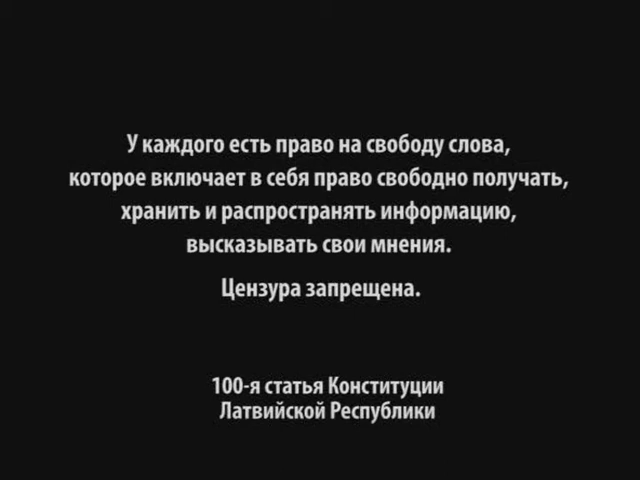 У каждого есть право на свободу слова,
которое включает в себя право свободно получать,
хранить и распространять информацию,
высказывать свои мнения.
Цензура запрещена.
100-я статья Конституции
Латвийской Республики